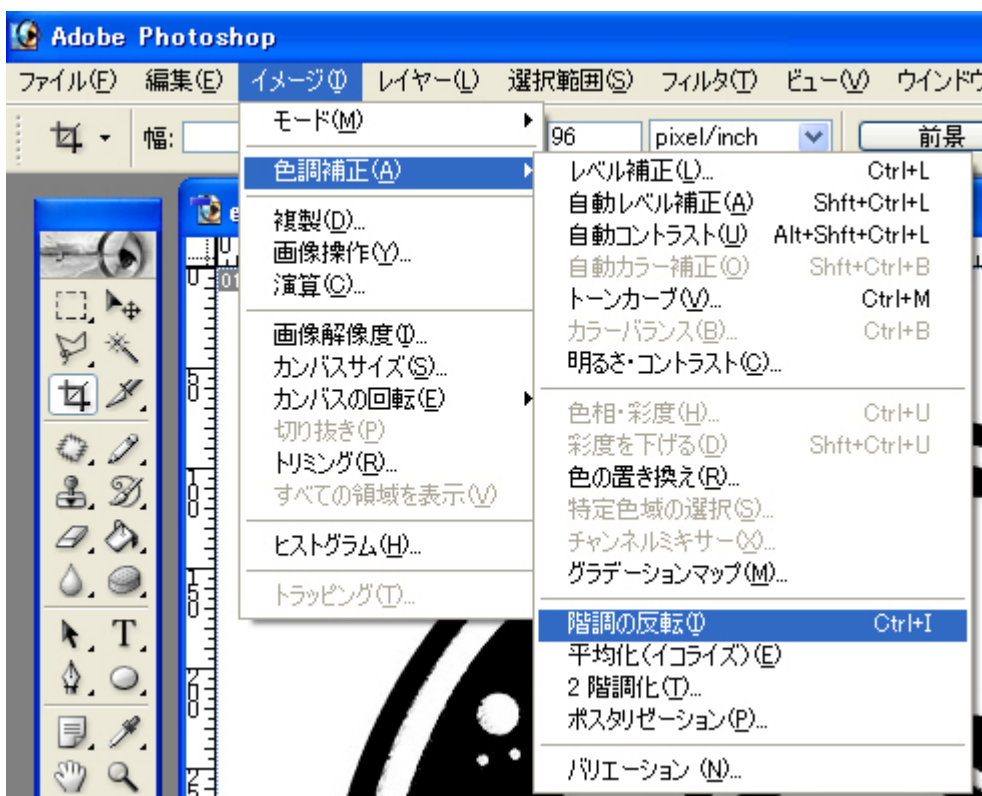 Adobe Photoshop
ファイル(F) 編集(E) イメージ(I) レイヤー(L) 選択範囲(S) フィルタ(T) ビュー(V) ウインドウ
幅: 96 pixel/inch 前景
モード(M)
色調補正(A)
複製(D)...
画像操作(Y)...
演算(C)...
画像解像度(I)...
カンバスサイズ(S)...
カンバスの回転(E)
切り抜き(P)
トリミング(R)...
すべての領域を表示(V)
ヒストグラム(H)...
トラッピング(T)...
レベル補正(L)... Ctrl+L
自動レベル補正(A) Shft+Ctrl+L
自動コントラスト(U) Alt+Shft+Ctrl+L
自動カラー補正(O) Shft+Ctrl+B
トーンカーブ(V)... Ctrl+M
カラーバランス(B)... Ctrl+B
明るさ・コントラスト(C)...
色相・彩度(H)... Ctrl+U
彩度を下げる(D) Shft+Ctrl+U
色の置き換え(R)...
特定色域の選択(S)...
チャンネルミキサー(X)...
グラデーションマップ(M)...
階調の反転(I) Ctrl+I
平均化(イコライズ)(E)
2 階調化(T)...
ポスタリゼーション(P)...
バリエーション (N)...